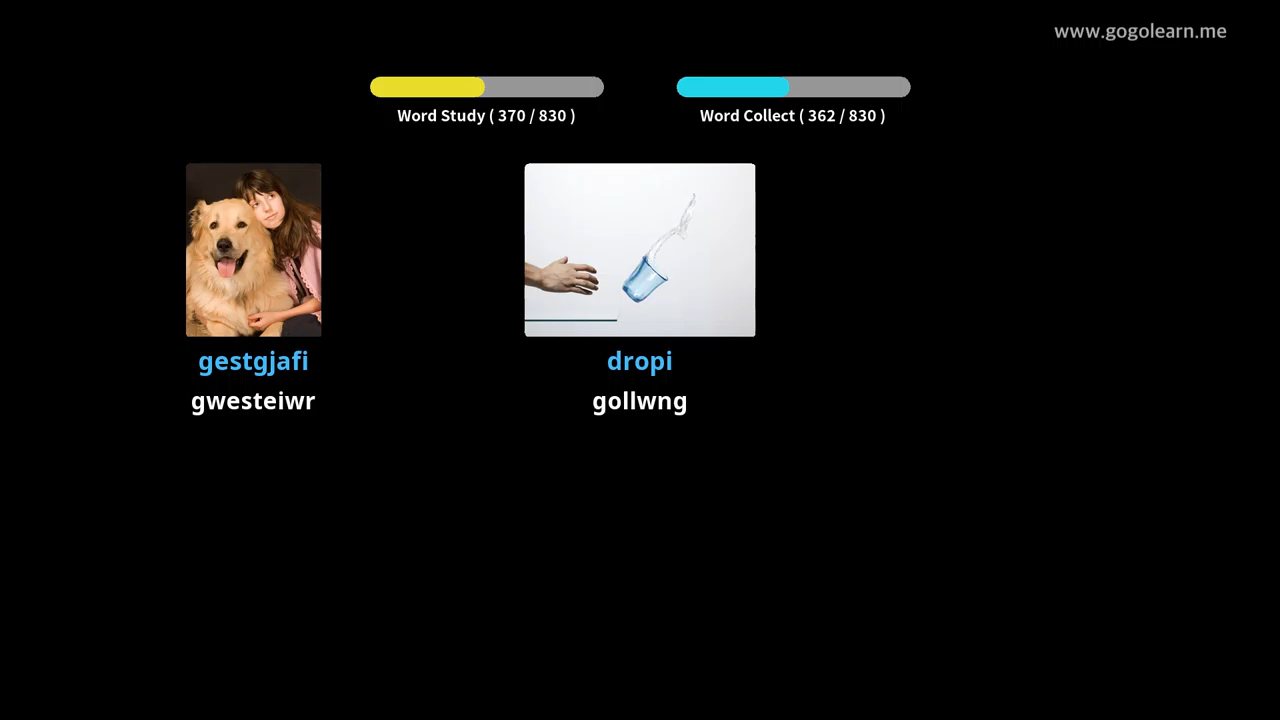 www.gogolearn.me
Word Study ( 370 / 830 )
Word Collect ( 362 / 830 )
gestgjafi
gwesteiwr
dropi
gollwng